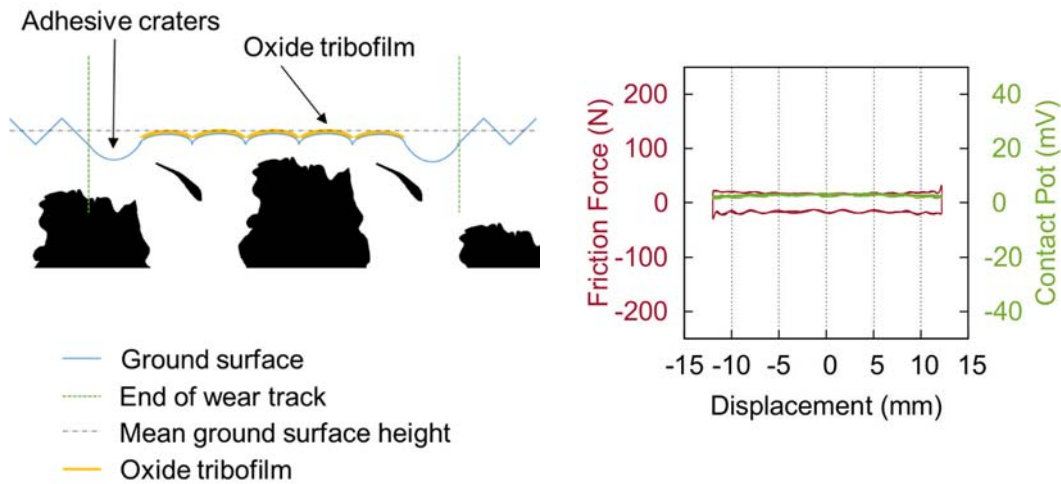 Adhesive craters
Oxide tribofilm
Ground surface
End of wear track
Mean ground surface height
Oxide tribofilm
Friction Force (N)
200
100
0
-100
-200
40
20
0
-20
-40
Contact Pot (mV)
-15 -10 -5 0 5 10 15
Displacement (mm)